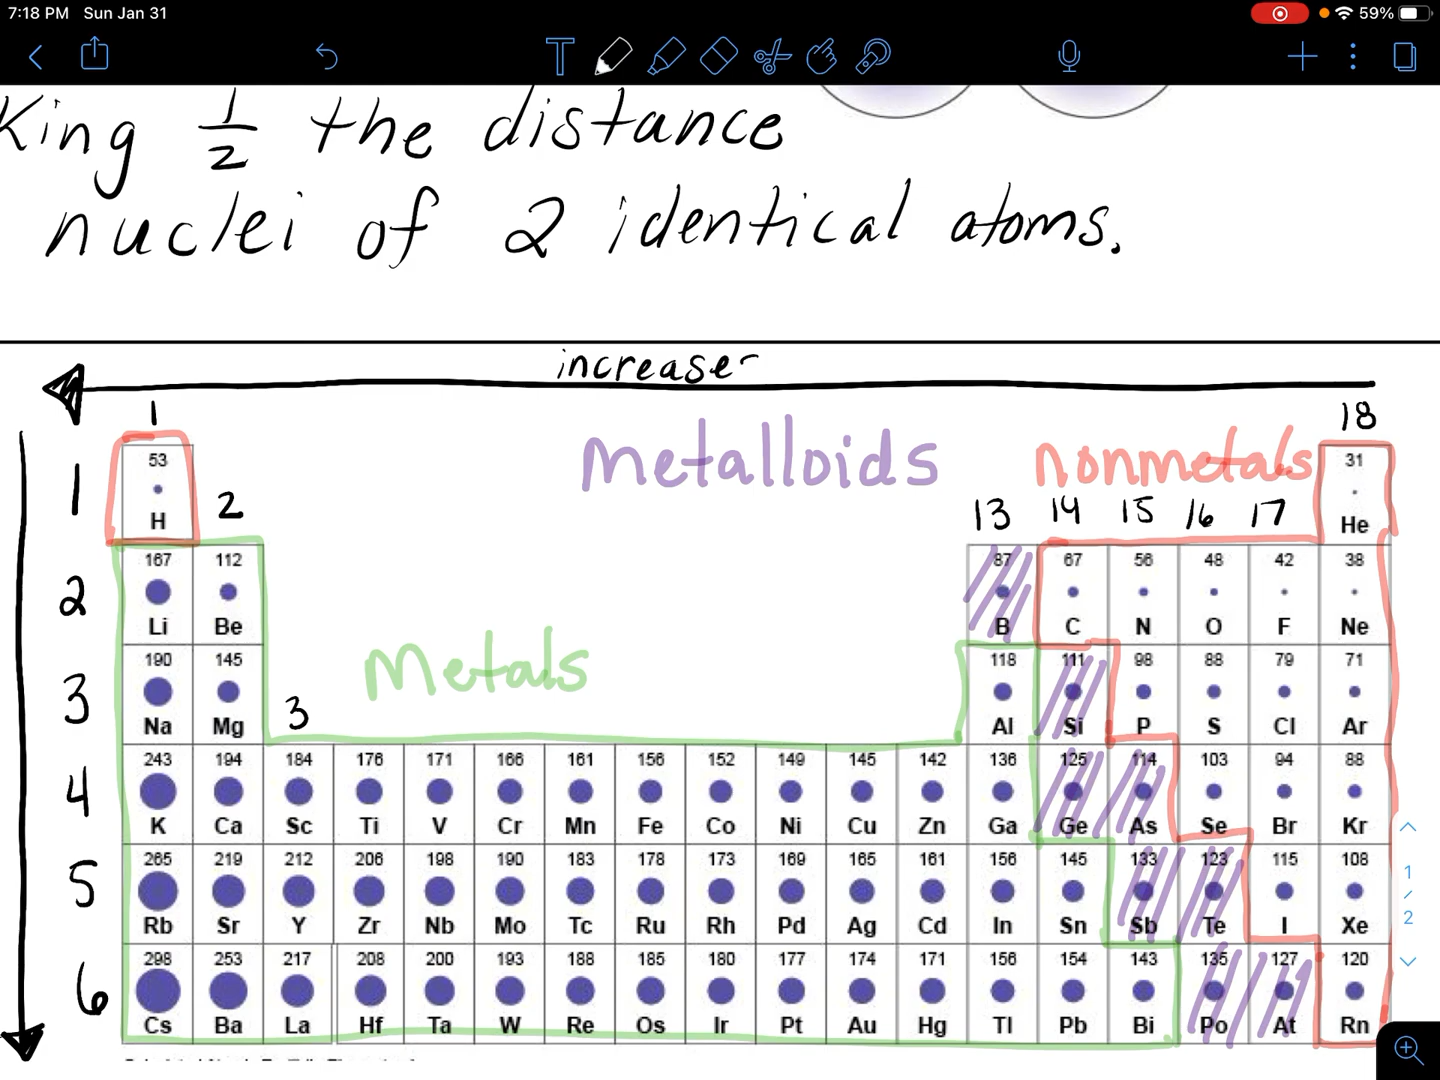 7:18 PM Sun Jan 31
59%
King 1/2 the distance
nuclei of 2 identical atoms.
increase
1 18
metalloids nonmetals
1 53 31
H 2 13 14 15 16 17 He
2 167 112 87 67 56 48 42 38
Li Be B C N O F Ne
Metals
3 190 145 118 111 98 88 79 71
Na Mg 3 Al Si P S Cl Ar
4 243 194 184 176 171 166 161 156 152 149 145 142 136 125 114 103 94 88
K Ca Sc Ti V Cr Mn Fe Co Ni Cu Zn Ga Ge As Se Br Kr
5 265 219 212 206 198 190 183 178 173 169 165 161 156 145 133 123 115 108
Rb Sr Y Zr Nb Mo Tc Ru Rh Pd Ag Cd In Sn Sb Te I Xe
1
/
2
6 298 253 217 208 200 193 188 185 180 177 174 171 156 154 143 135 127 120
Cs Ba La Hf Ta W Re Os Ir Pt Au Hg Tl Pb Bi Po At Rn